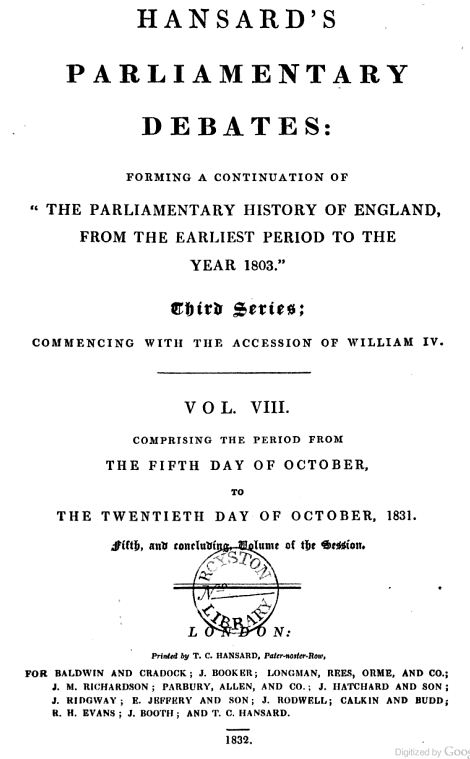 HANSARD'S
PARLIAMENTARY
DEBATES:
FORMING A CONTINUATION OF
" THE PARLIAMENTARY HISTORY OF ENGLAND,
FROM THE EARLIEST PERIOD TO THE
YEAR 1803."
Third Series;
COMMENCING WITH THE ACCESSION OF WILLIAM IV.
VOL. VIII.
COMPRISING THE PERIOD FROM
THE FIFTH DAY OF OCTOBER,
TO
THE TWENTIETH DAY OF OCTOBER, 1831.
Fifth, and concluding, Volume of the Session.
ROYSTON
No
LIBRARY
LONDON:
Printed by T. C. HANSARD, Pater-noster-Row,
FOR BALDWIN AND CRADOCK; J. BOOKER; LONGMAN, REES, ORME, AND CO.;
J. M. RICHARDSON; PARBURY, ALLEN, AND CO.; J. HATCHARD AND SON;
J. RIDGWAY; E. JEFFERY AND SON; J. RODWELL; CALKIN AND BUDD;
R. H. EVANS; J. BOOTH; AND T. C. HANSARD.
1832.
Digitized by Goog